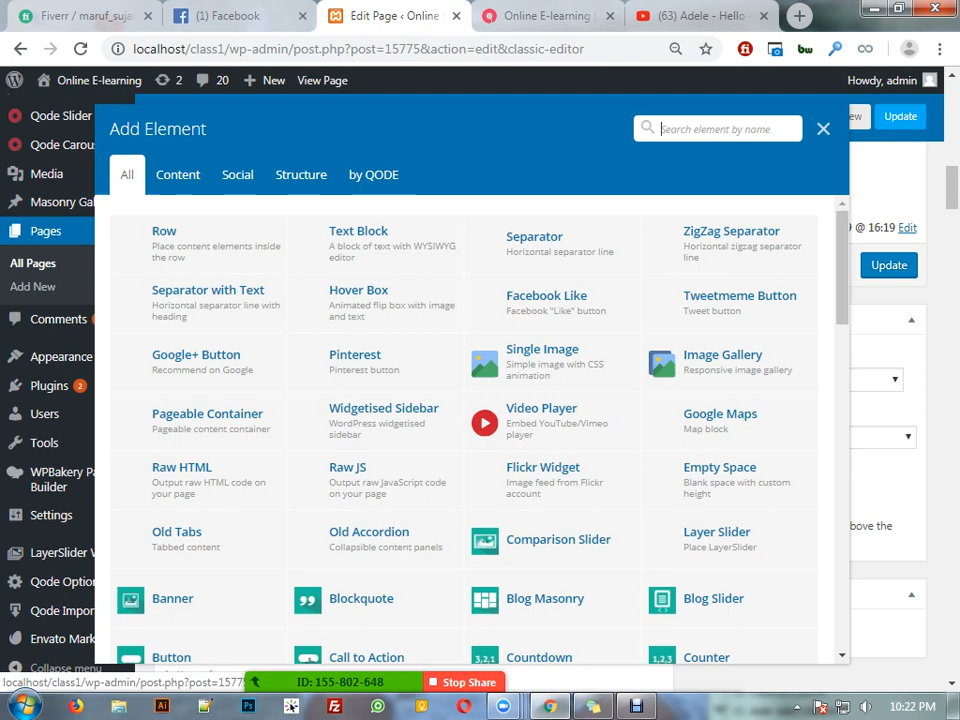 Fiverr / maruf_suja
(1) Facebook
Edit Page ‹ Online
Online E-learning
(63) Adele - Hello
localhost/class1/wp-admin/post.php?post=15775&action=edit&classic-editor
Online E-learning
2
20
New
View Page
Howdy, admin
Qode Slider
Qode Carou
Media
Masonry Gal
Pages
All Pages
Add New
Comments
Appearance
Plugins 2
Users
Tools
WPBakery Pa
Builder
Settings
LayerSlider W
Qode Option
Qode Import
Envato Mark
Collapse menu
Add Element
Search element by name
ew
Update
All
Content
Social
Structure
by QODE
9 @ 16:19 Edit
Update
Row
Place content elements inside
the row
Text Block
A block of text with WYSIWYG
editor
Separator
Horizontal separator line
ZigZag Separator
Horizontal zigzag separator
line
Separator with Text
Horizontal separator line with
heading
Hover Box
Animated flip box with image
and text
Facebook Like
Facebook "Like" button
Tweetmeme Button
Tweet button
Google+ Button
Recommend on Google
Pinterest
Pinterest button
Single Image
Simple image with CSS
animation
Image Gallery
Responsive image gallery
Pageable Container
Pageable content container
Widgetised Sidebar
WordPress widgetised
sidebar
Video Player
Embed YouTube/Vimeo
player
Google Maps
Map block
Raw HTML
Output raw HTML code on
your page
Raw JS
Output raw JavaScript code
on your page
Flickr Widget
Image feed from Flickr
account
Empty Space
Blank space with custom
height
Old Tabs
Tabbed content
Old Accordion
Collapsible content panels
Comparison Slider
Layer Slider
Place LayerSlider
bove the
Banner
Blockquote
Blog Masonry
Blog Slider
Button
Call to Action
3,2,1
Countdown
1,2,3
Counter
localhost/class1/wp-admin/post.php?post=1577
ID: 155-802-648
Stop Share
10:22 PM